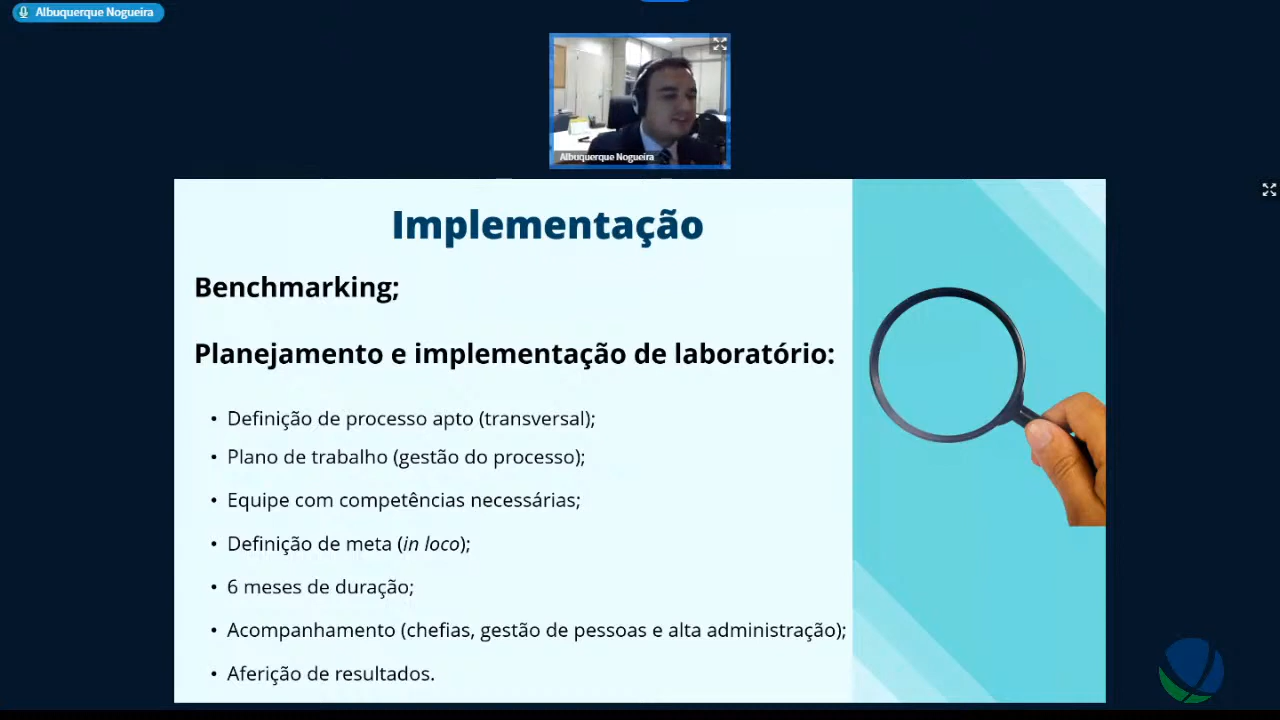 Albuquerque Nogueira
Albuquerque Nogueira
Implementação
Benchmarking;
Planejamento e implementação de laboratório:
• Definição de processo apto (transversal);
• Plano de trabalho (gestão do processo);
• Equipe com competências necessárias;
• Definição de meta (in loco);
• 6 meses de duração;
• Acompanhamento (chefias, gestão de pessoas e alta administração);
• Aferição de resultados.